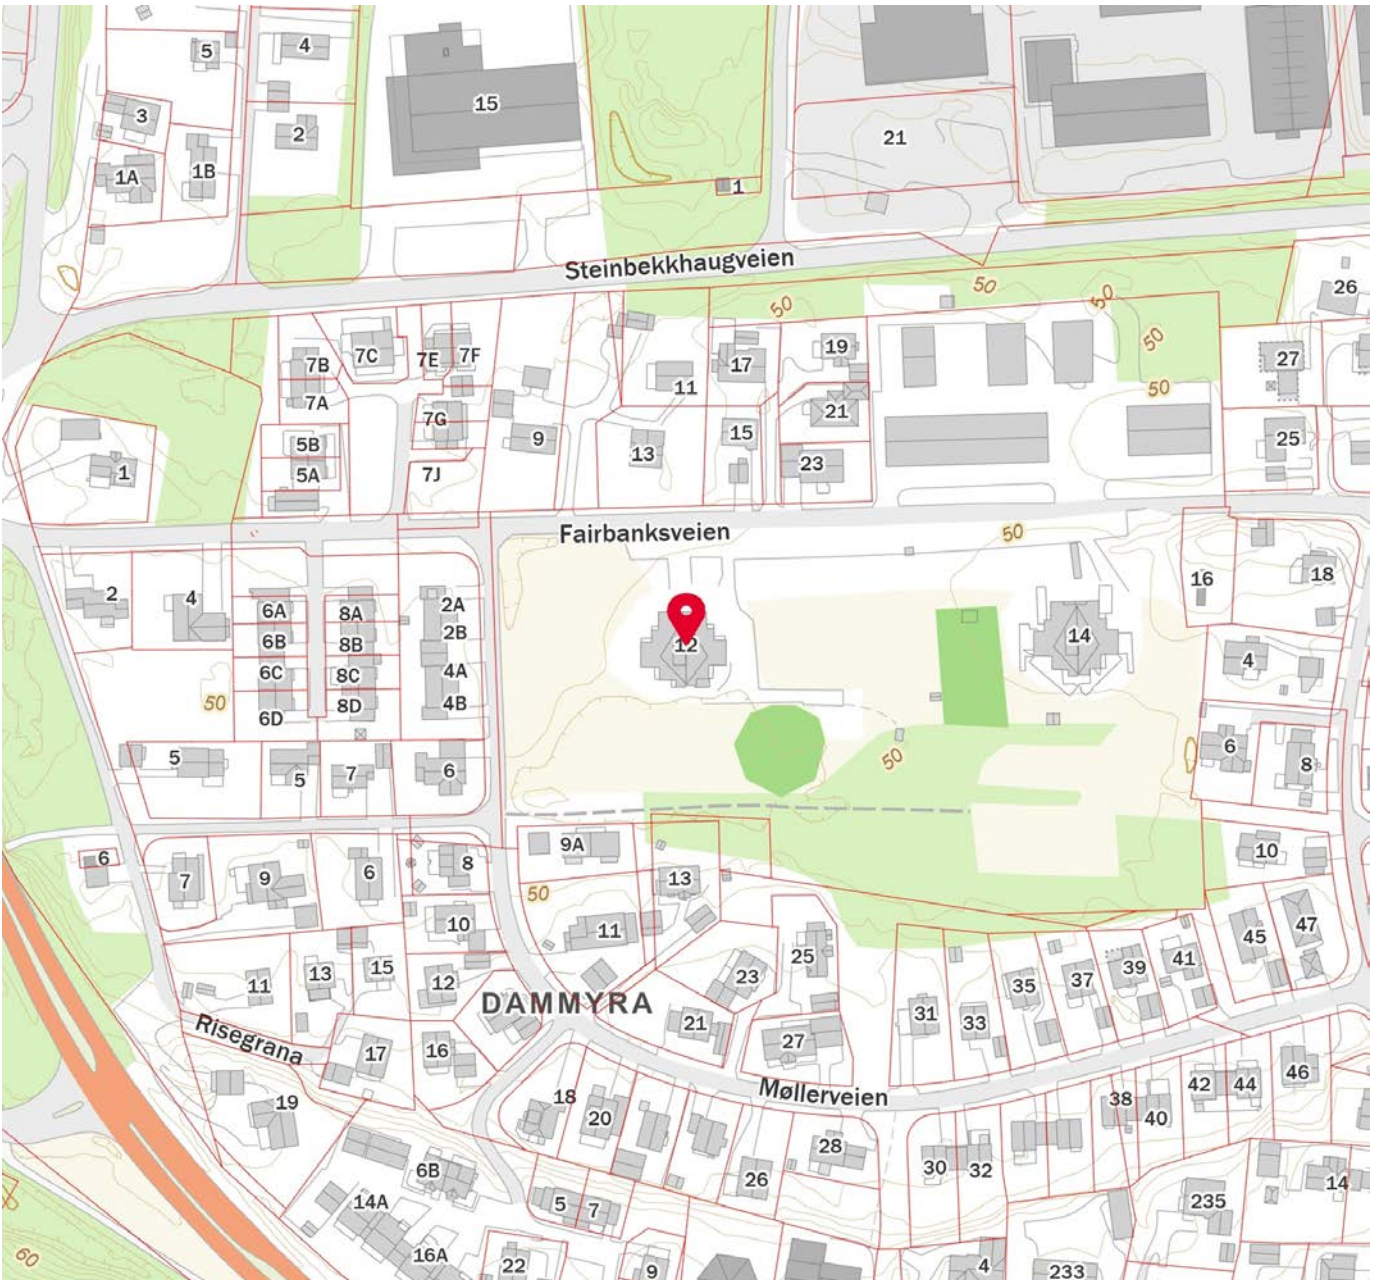 5
4
15
3
2
21
1A
1B
1
Steinbekkhaugveien
50
50
50
26
7B
7C
7E
7F
17
19
50
27
7A
11
50
7G
21
5B
9
15
25
1
5A
7J
13
23
Fairbanksveien
50
2
4
6A
8A
2A
16
18
6B
8B
2B
12
14
6C
8C
4A
4
50
6D
8D
4B
5
5
7
6
50
6
8
6
9A
10
7
9
6
8
13
50
10
11
25
45
47
11
13
15
12
23
35
37
39
41
DAMMYRA
Risegrana
17
16
21
27
31
33
Møllerveien
19
18
20
38
40
42
44
46
28
6B
26
30
32
14A
5
7
235
14
60
16A
22
9
4
233